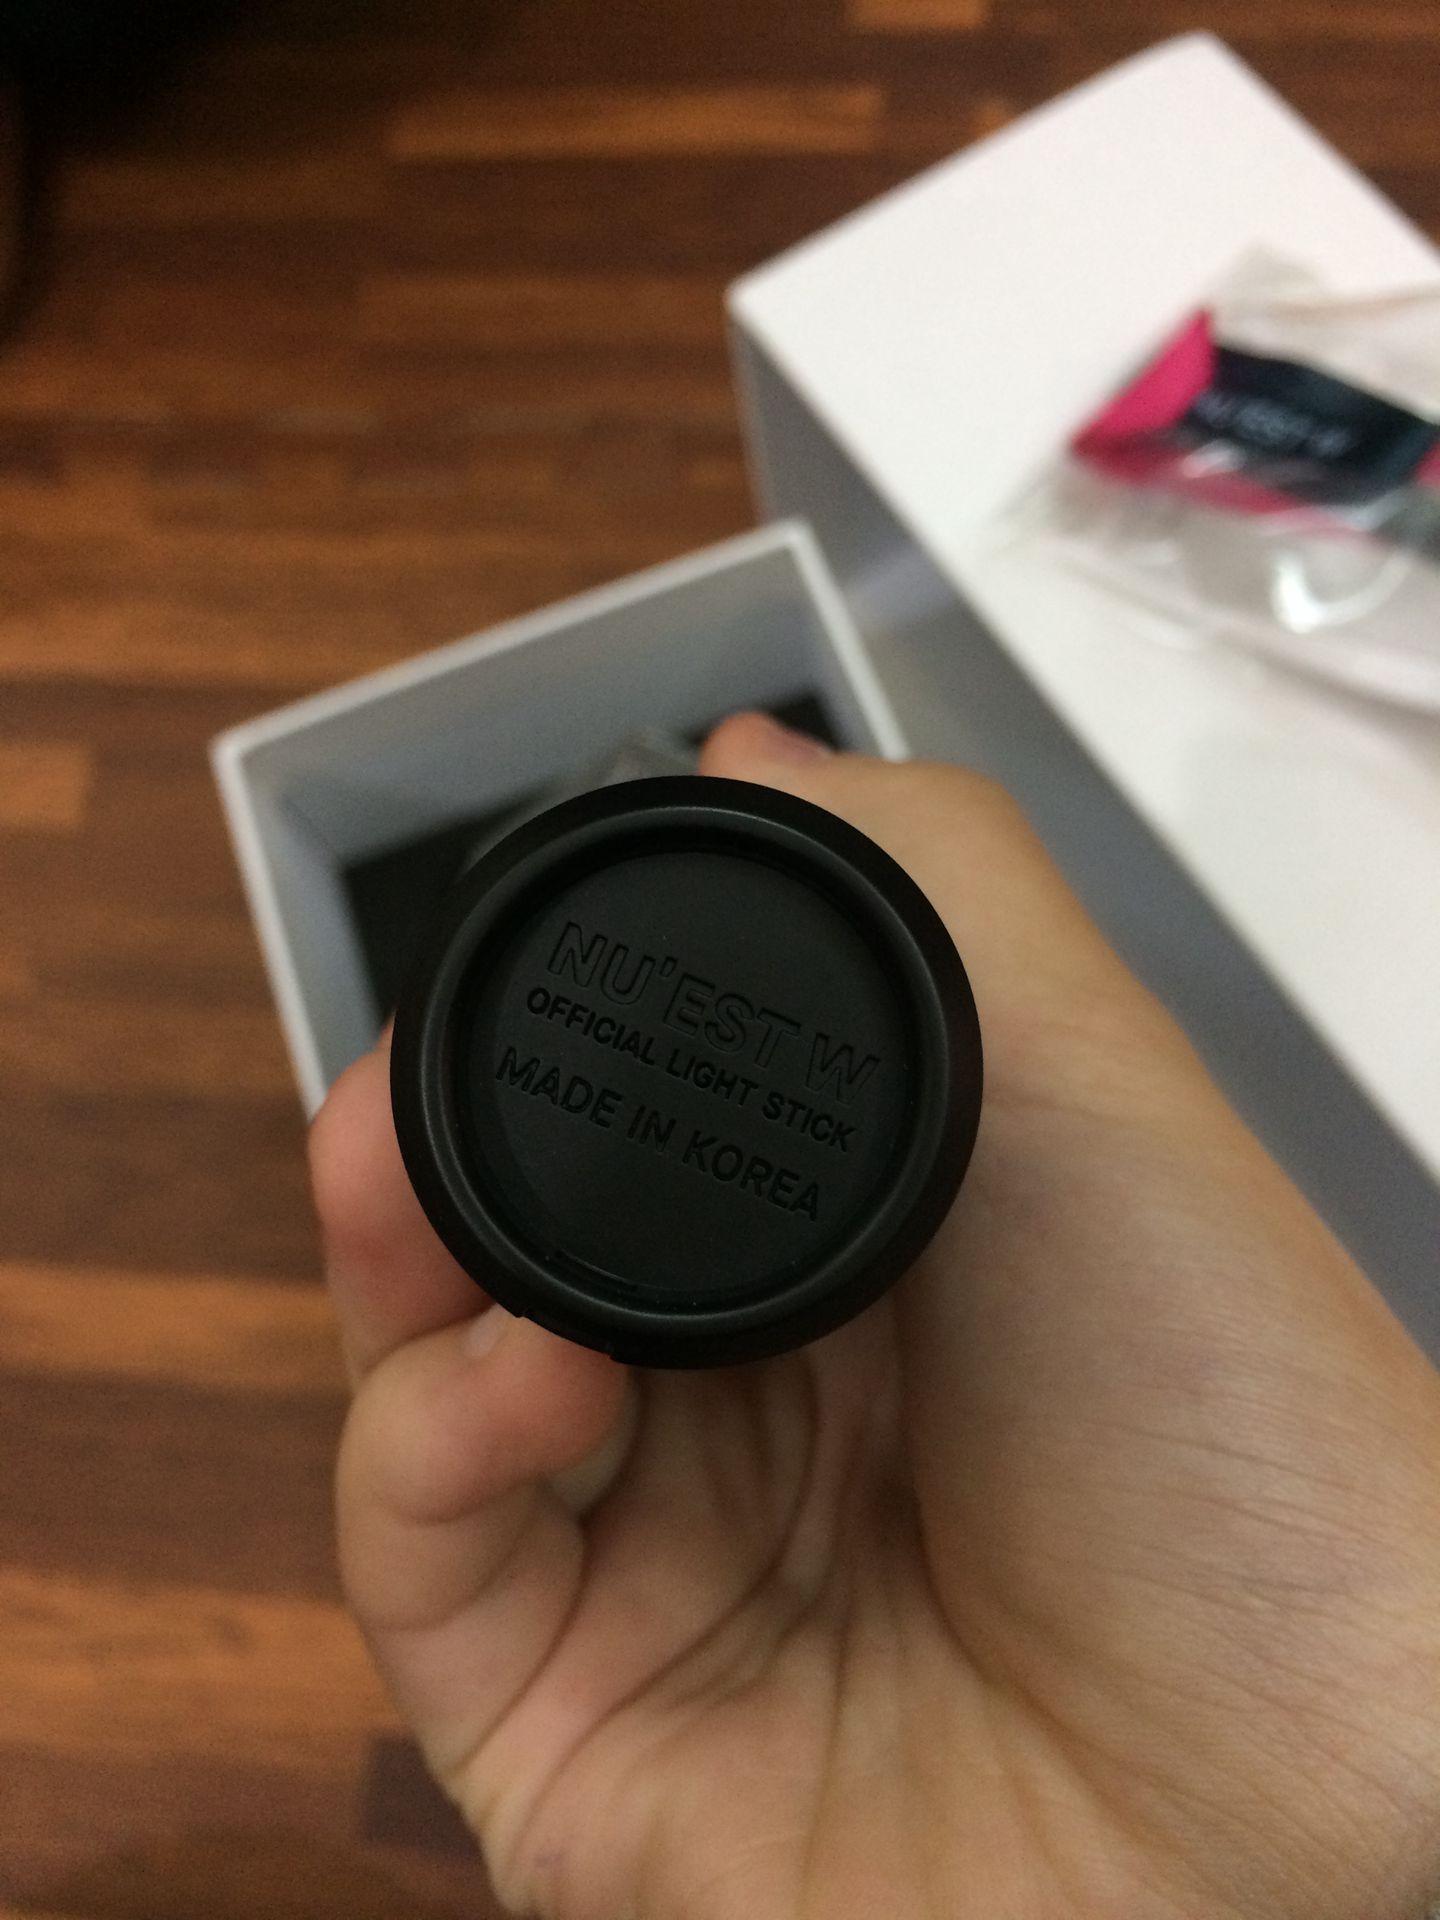 NU'EST W
OFFICIAL LIGHT STICK
MADE IN KOREA